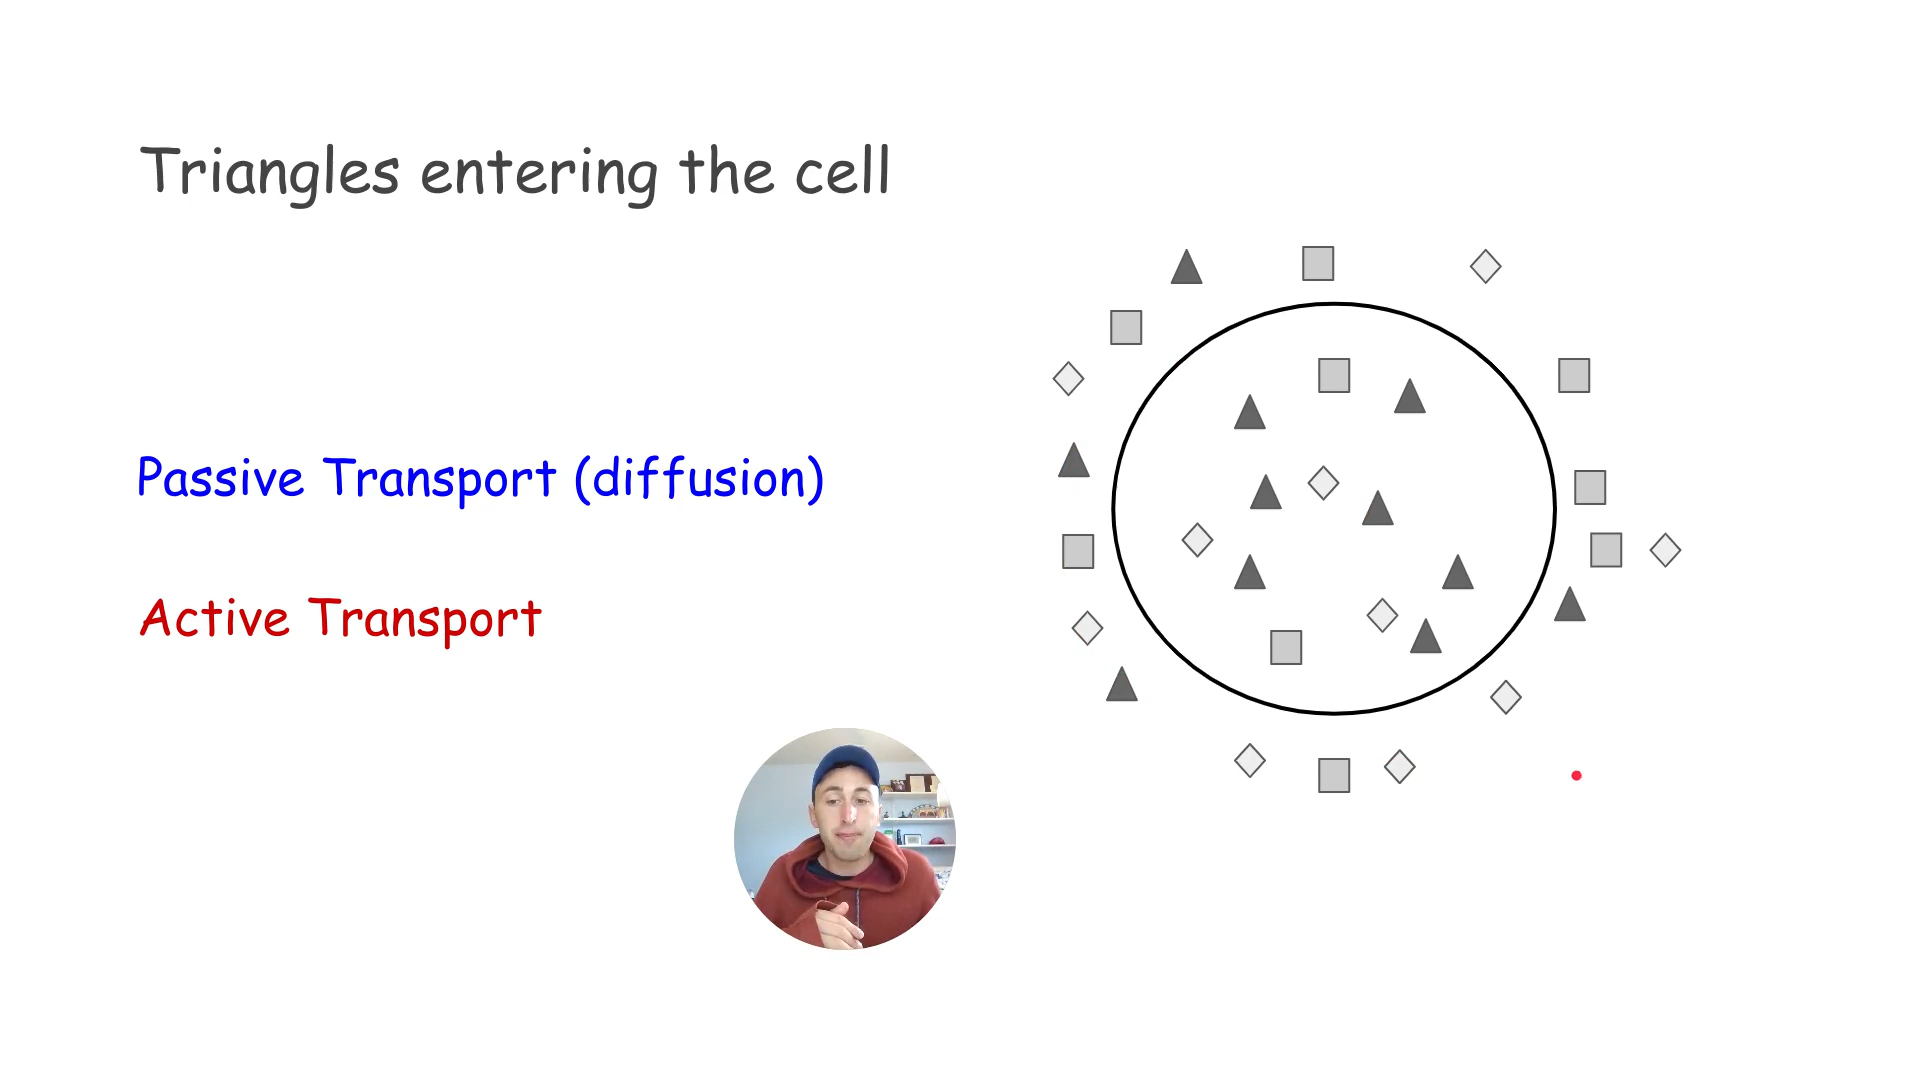 Triangles entering the cell
Passive Transport (diffusion)
Active Transport